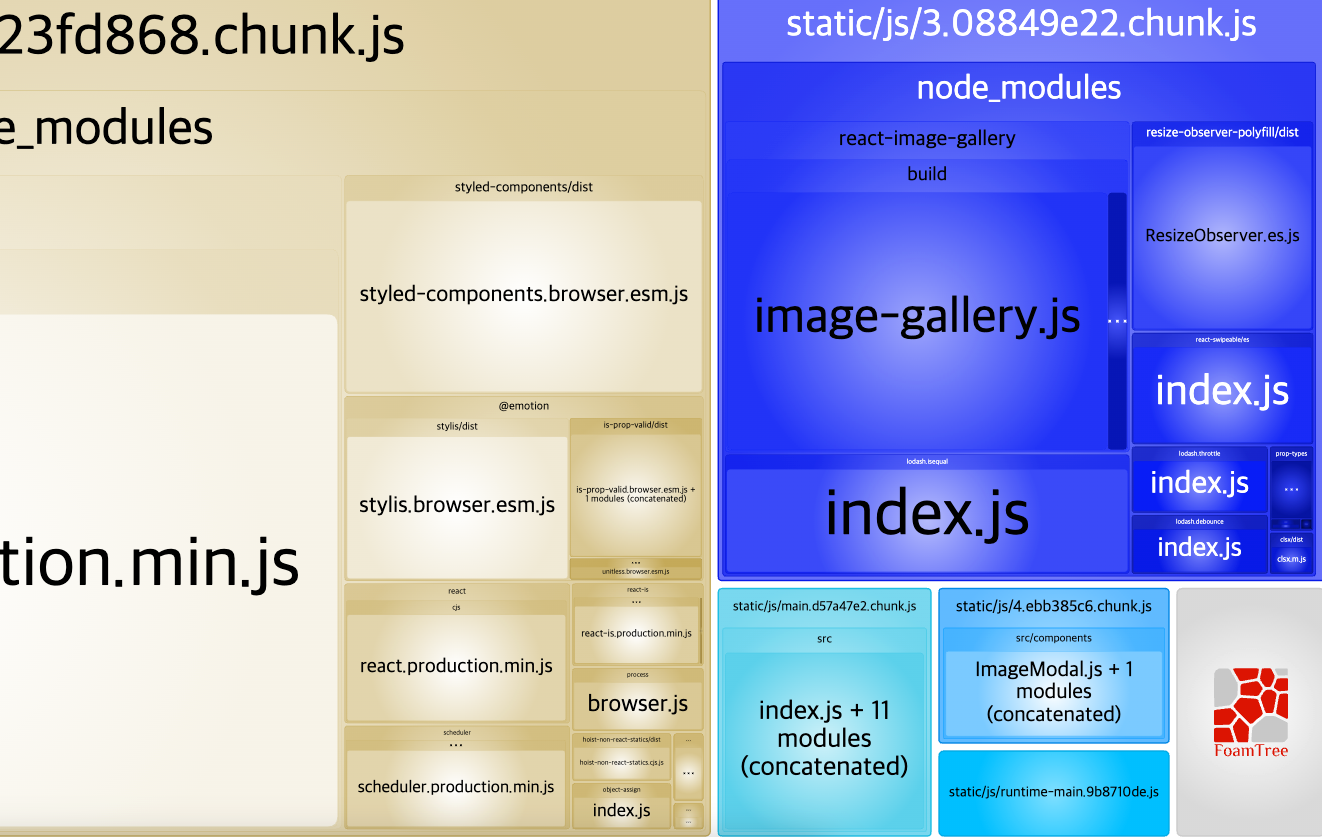 23fd868.chunk.js
e_modules
tion.min.js
styled-components/dist
styled-components.browser.esm.js
@emotion
stylis/dist
stylis.browser.esm.js
is-prop-valid/dist
is-prop-valid.browser.esm.js +
1 modules (concatenated)
...
unitless.browser.esm.js
react
cjs
react.production.min.js
react-is
...
react-is.production.min.js
process
browser.js
scheduler
...
scheduler.production.min.js
hoist-non-react-statics/dist
hoist-non-react-statics.cjs.js
object-assign
index.js
...
...
...
...
static/js/3.08849e22.chunk.js
node_modules
react-image-gallery
build
image-gallery.js
...
lodash.isequal
index.js
resize-observer-polyfill/dist
ResizeObserver.es.js
react-swipeable/es
index.js
lodash.throttle
index.js
prop-types
...
lodash.debounce
index.js
clsx/dist
clsx.m.js
static/js/main.d57a47e2.chunk.js
src
index.js + 11
modules
(concatenated)
static/js/4.ebb385c6.chunk.js
src/components
ImageModal.js + 1
modules
(concatenated)
static/js/runtime-main.9b8710de.js
FoamTree